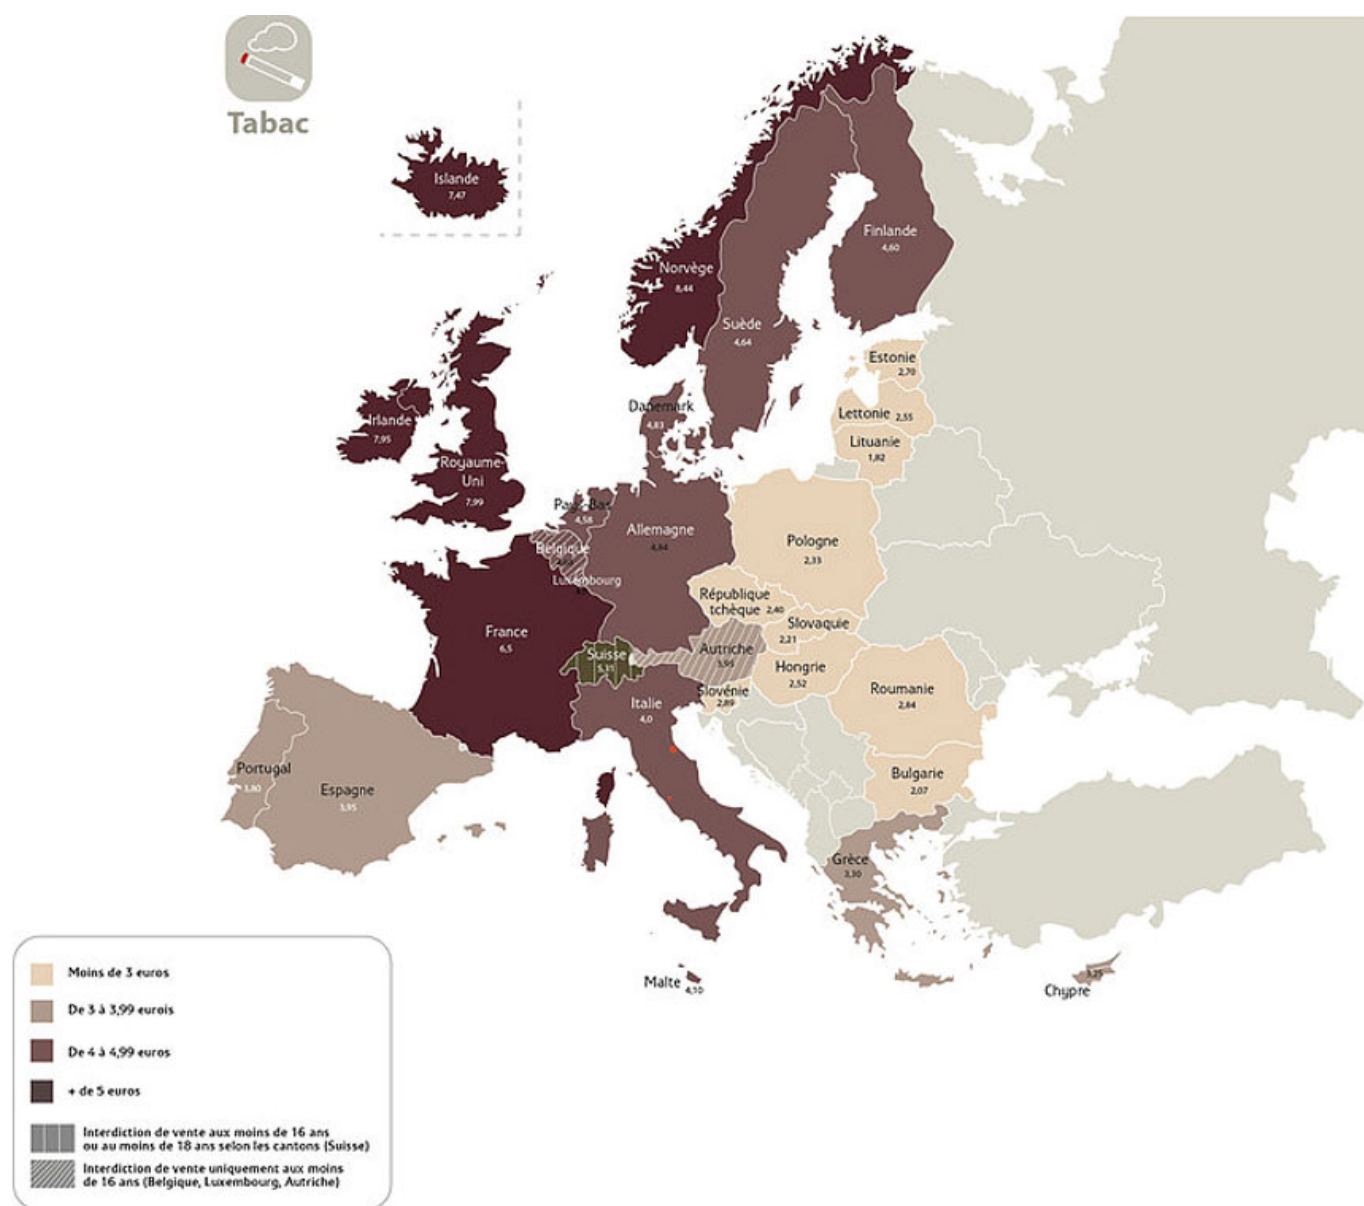 Tabac
Islande
7,47
Finlande
4,60
Norvège
8,44
Suède
4,64
Estonie
2,70
Danemark
4,83
Lettonie 2,55
Irlande
7,95
Lituanie
1,82
Royaume-
Uni
7,99
Pays-Bas
4,58
Allemagne
4,84
Pologne
2,33
Belgique
Luxembourg
République
tchèque 2,40
Slovaquie
2,21
France
6,5
Suisse
5,31
Autriche
3,95
Hongrie
2,52
Slovénie
2,89
Roumanie
2,84
Italie
4,0
Portugal
3,80
Espagne
3,95
Bulgarie
2,07
Grèce
3,30
Malte
4,10
3,25
Chypre
Moins de 3 euros
De 3 à 3,99 eurois
De 4 à 4,99 euros
+ de 5 euros
Interdiction de vente aux moins de 16 ans
ou au moins de 18 ans selon les cantons (Suisse)
Interdiction de vente uniquement aux moins
de 16 ans (Belgique, Luxembourg, Autriche)